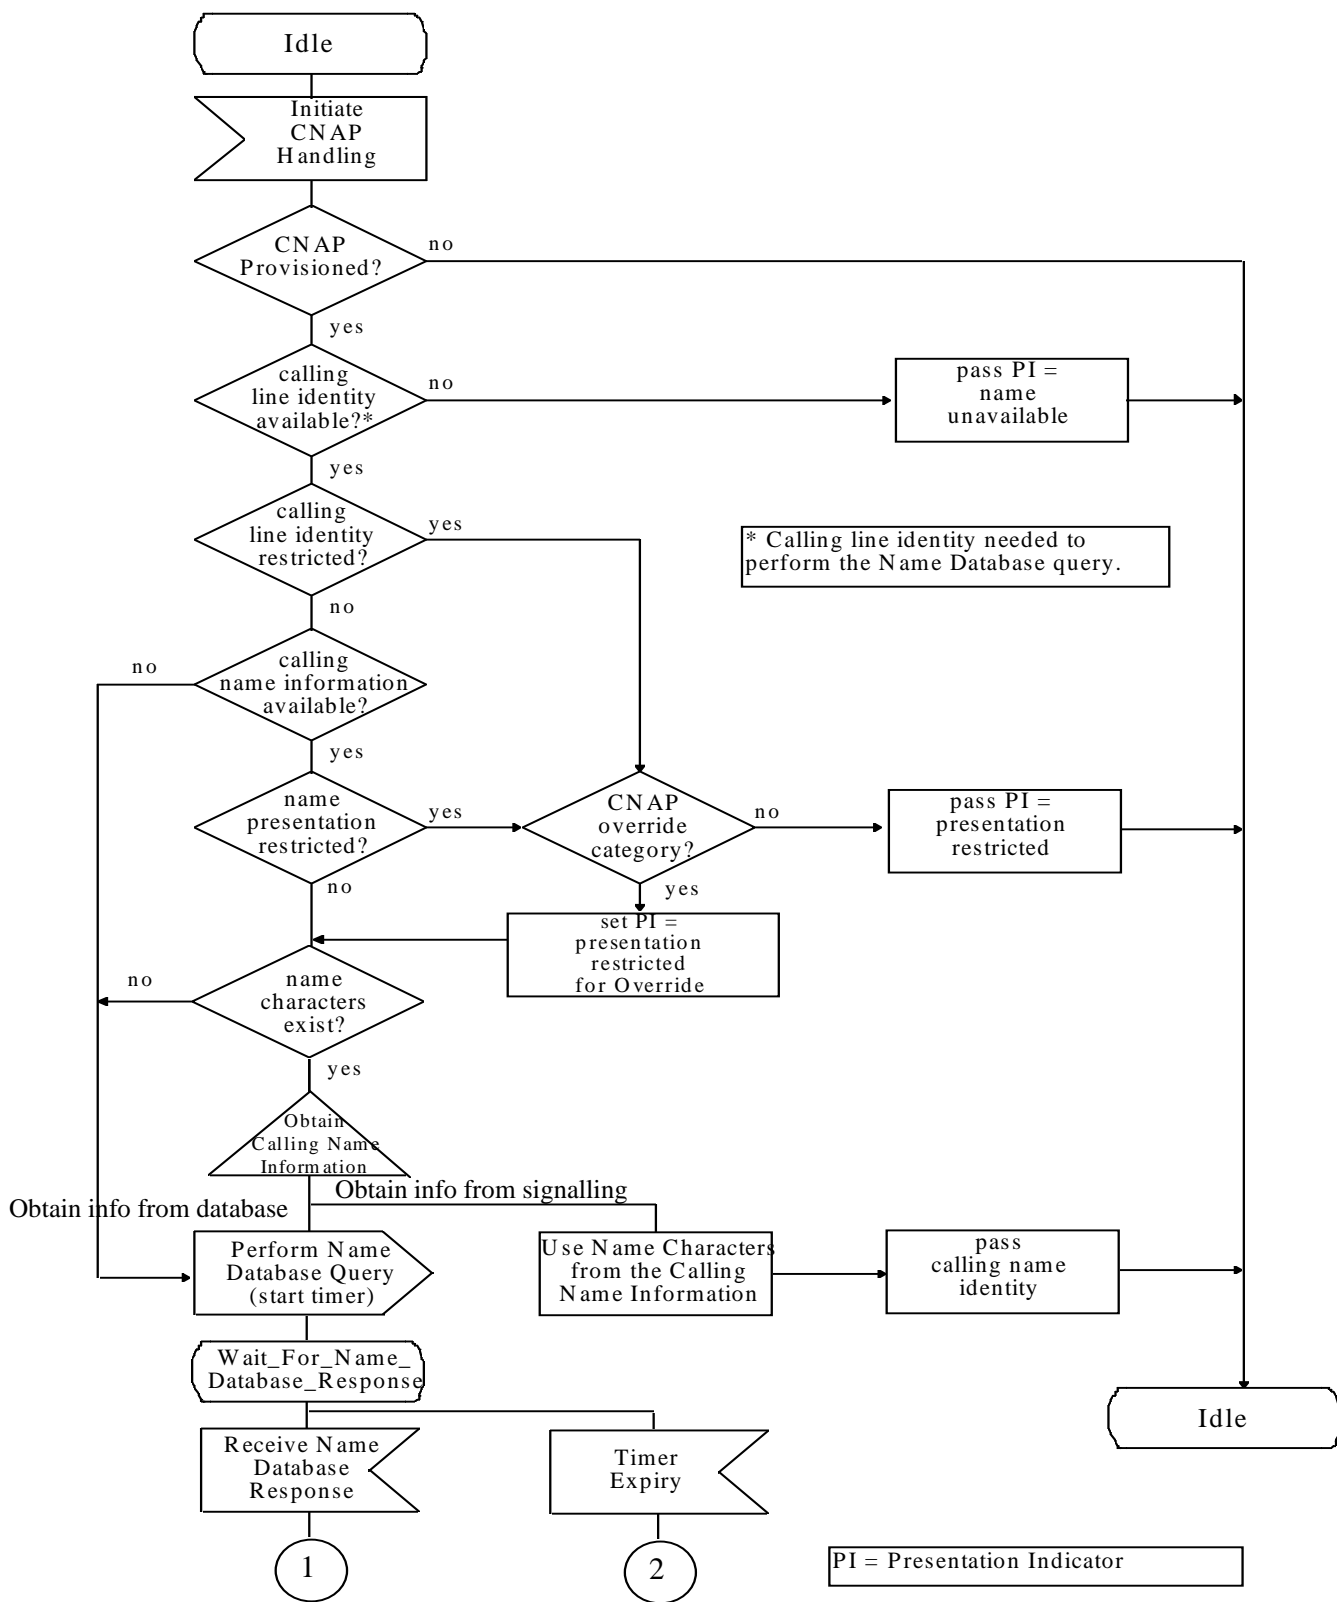 Idle
Initiate
CNAP
Handling
CNAP
Provisioned?
no
yes
calling
line identity
available?*
no
pass PI =
name
unavailable
yes
calling
line identity
restricted?
yes
* Calling line identity needed to
perform the Name Database query.
no
calling
name information
available?
no
yes
name
presentation
restricted?
yes
CNAP
override
category?
no
pass PI =
presentation
restricted
no
yes
set PI =
presentation
restricted
for Override
name
characters
exist?
no
yes
Obtain
Calling Name
Information
Obtain info from database
Obtain info from signalling
Perform Name
Database Query
(start timer)
Use Name Characters
from the Calling
Name Information
pass
calling name
identity
Wait_For_Name_
Database_Response
Idle
Receive Name
Database
Response
Timer
Expiry
1
2
PI = Presentation Indicator